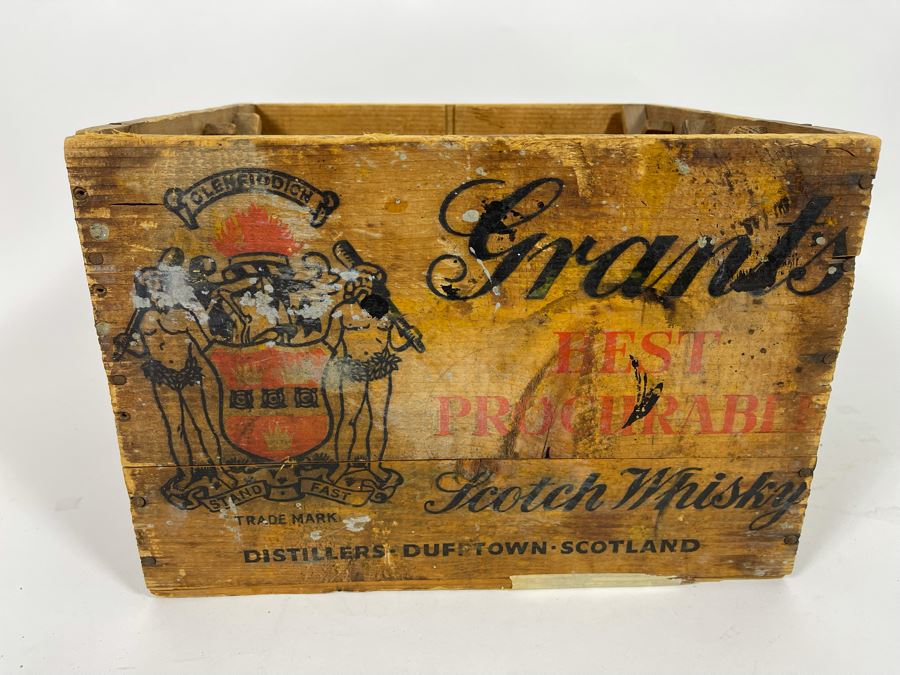 GLENFIDDICH
Grant's
BEST
PROCURABLE
STAND FAST
Scotch Whisky
TRADE MARK
DISTILLERS·DUFFTOWN·SCOTLAND